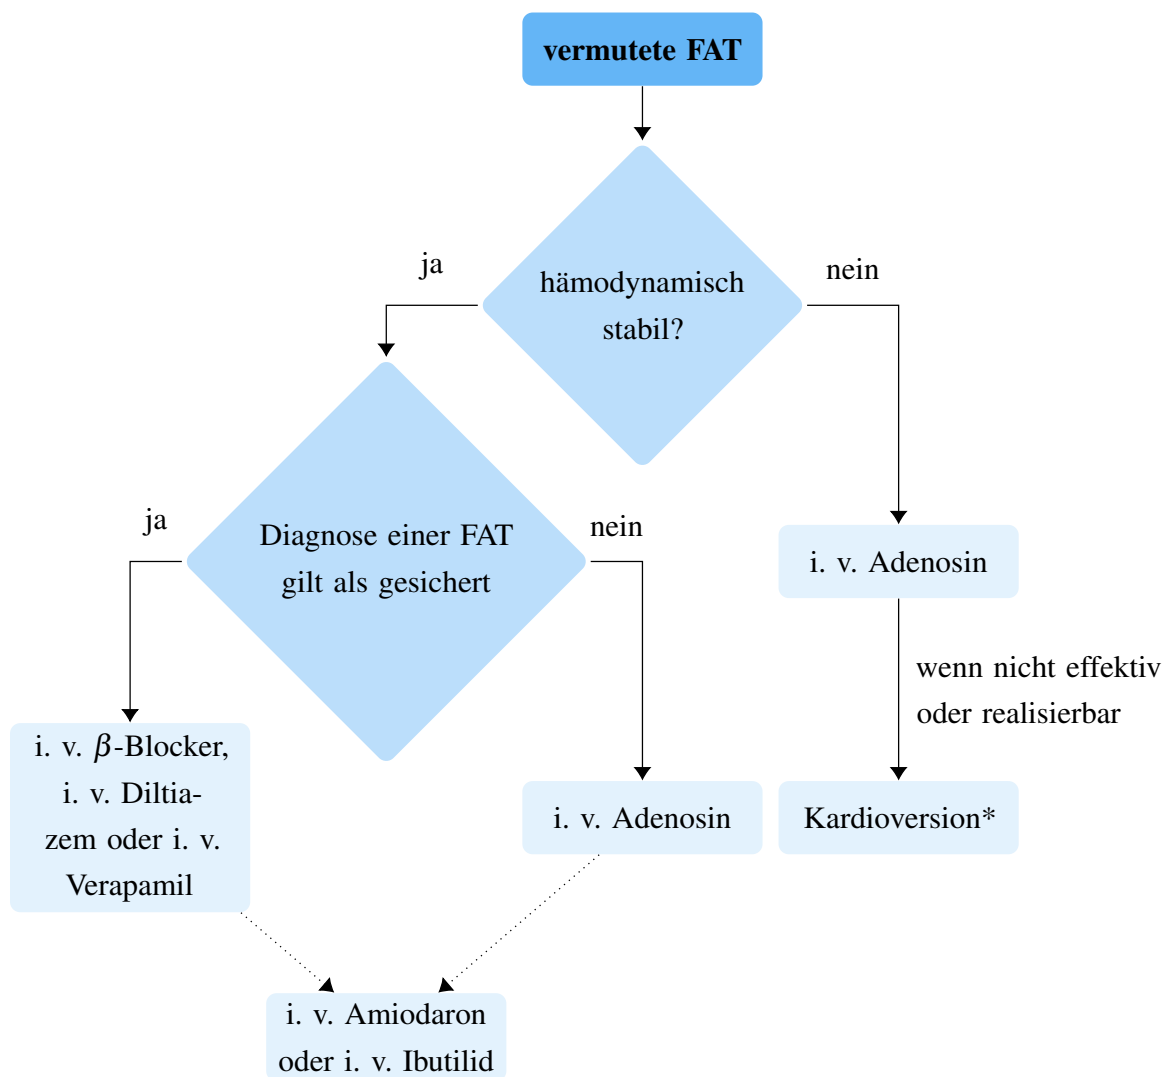 vermutete FAT
ja
nein
hämodynamisch
stabil?
ja
nein
Diagnose einer FAT
gilt als gesichert
i. v. Adenosin
wenn nicht effektiv
oder realisierbar
i. v. β-Blocker,
i. v. Diltia-
zem oder i. v.
Verapamil
i. v. Adenosin
Kardioversion*
i. v. Amiodaron
oder i. v. Ibutilid